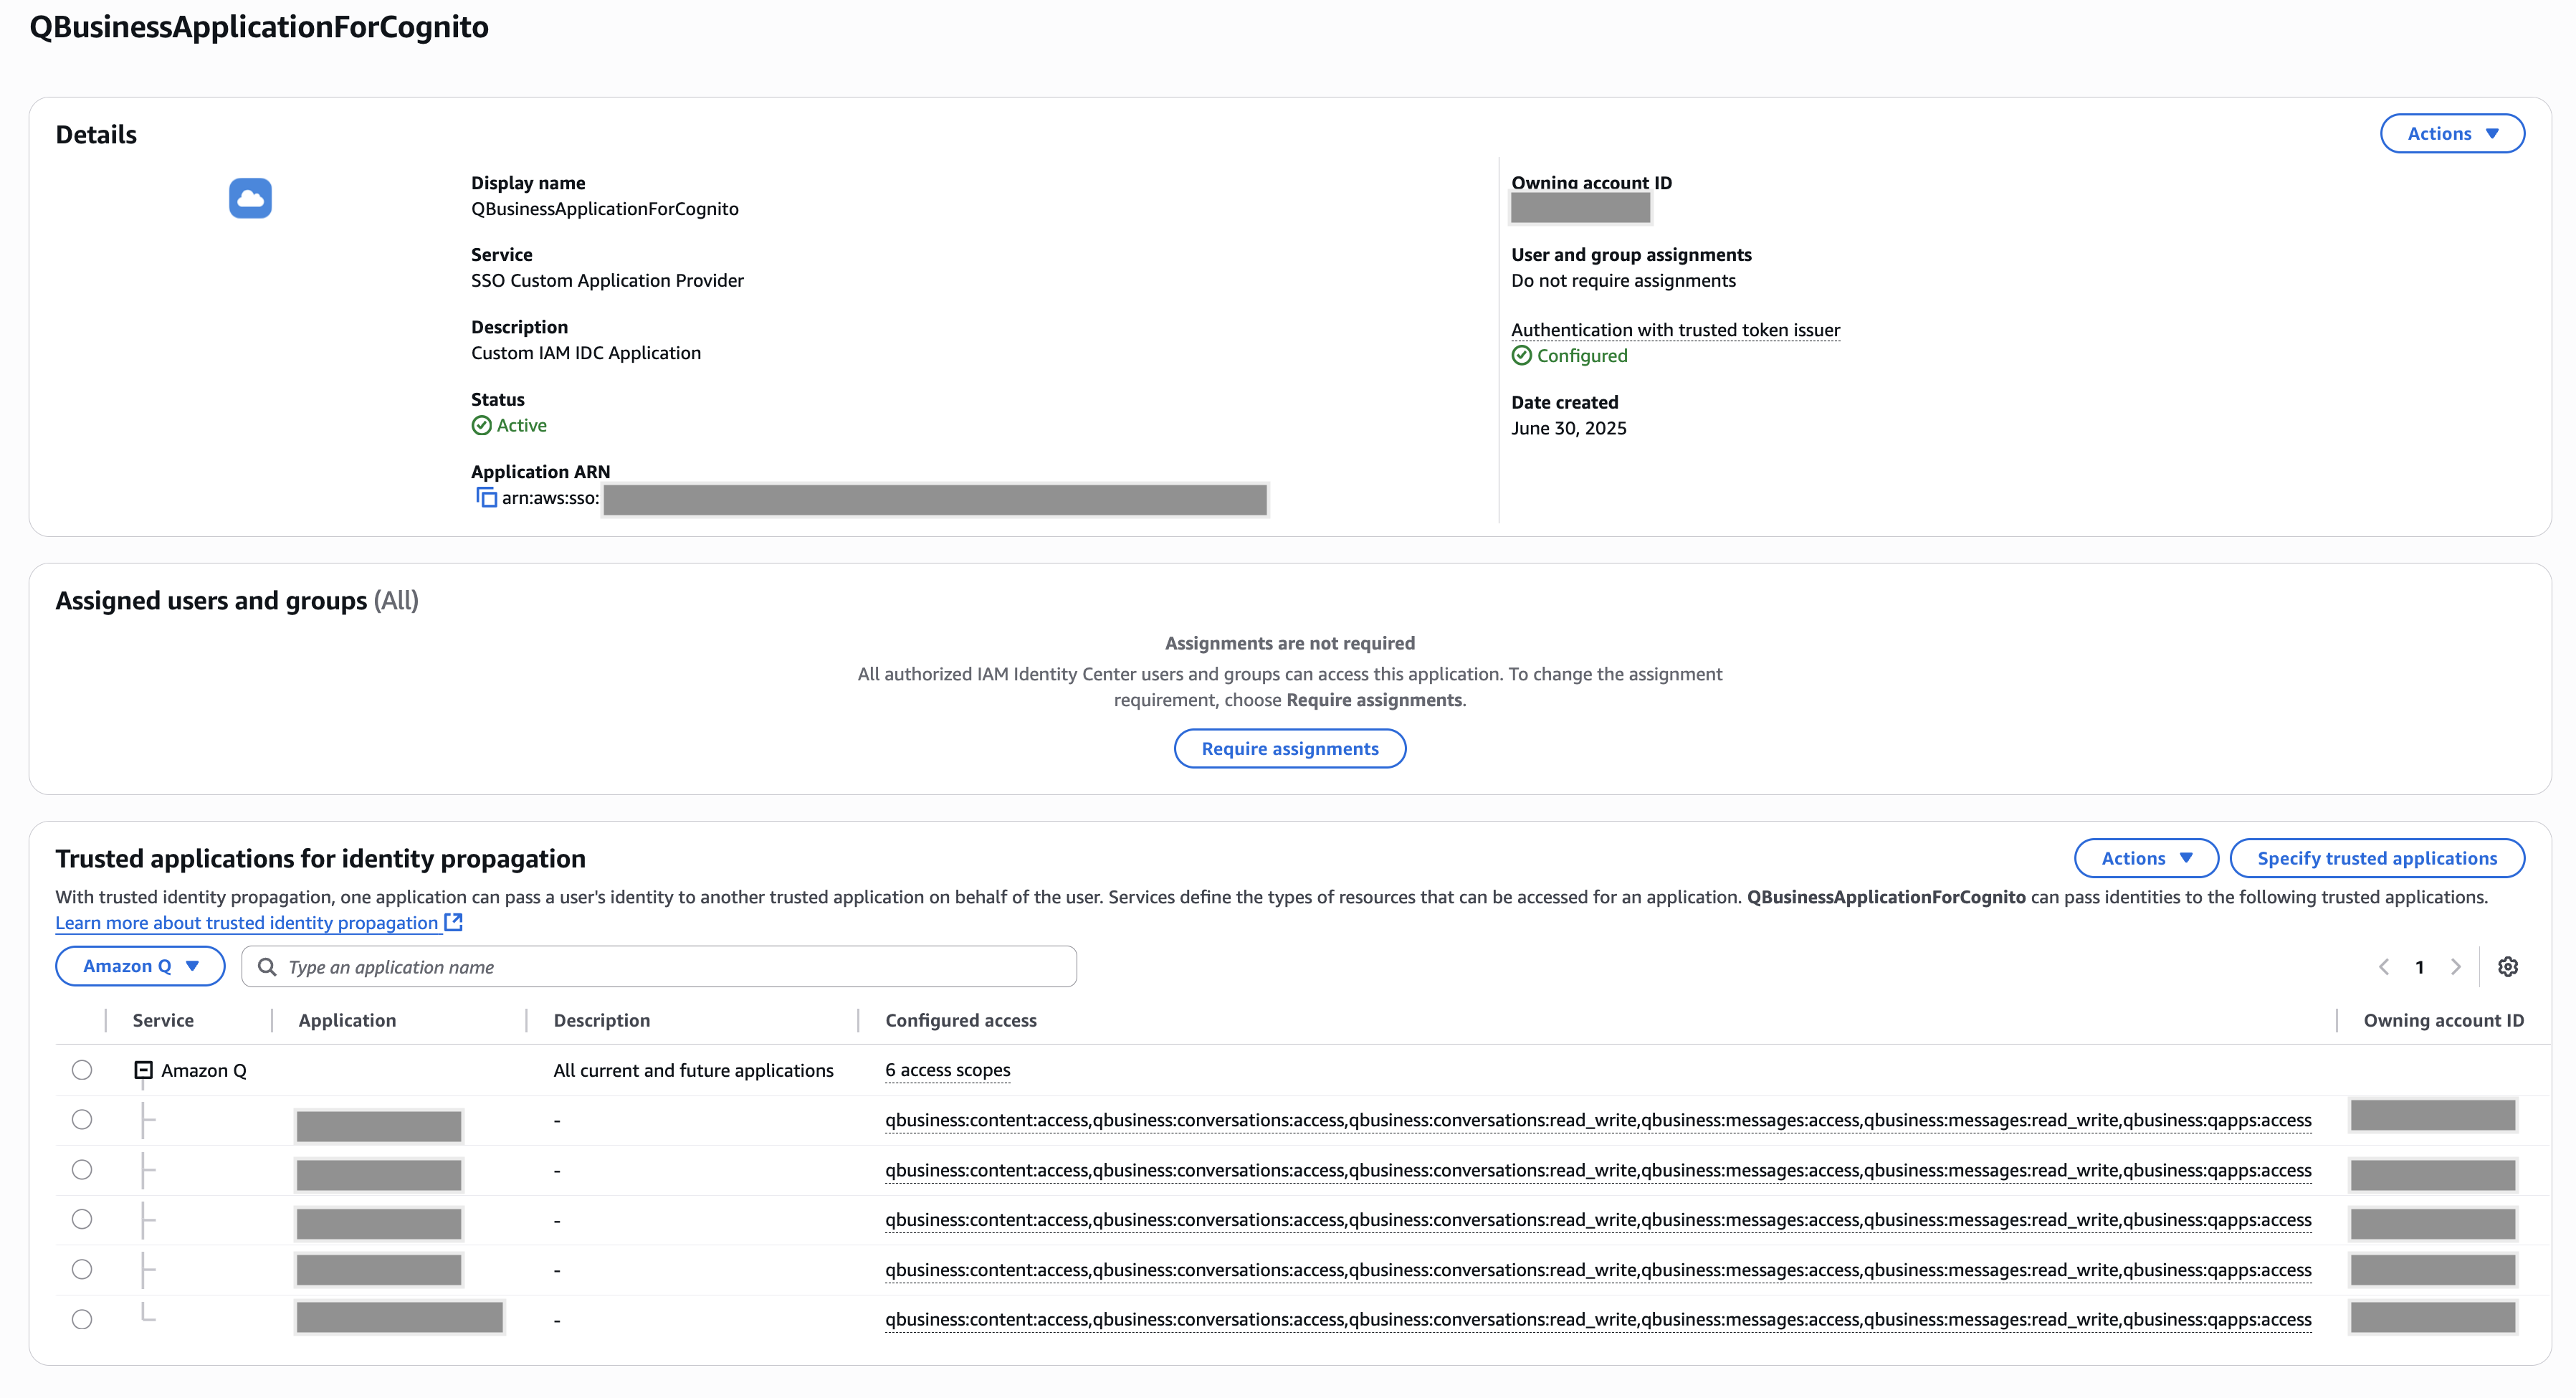 QBusinessApplicationForCognito
Details
Actions
Display name
QBusinessApplicationForCognito
Service
SSO Custom Application Provider
Description
Custom IAM IDC Application
Status
Active
Application ARN
arn:aws:sso:
Owning account ID
User and group assignments
Do not require assignments
Authentication with trusted token issuer
Configured
Date created
June 30, 2025
Assigned users and groups (All)
Assignments are not required
All authorized IAM Identity Center users and groups can access this application. To change the assignment
requirement, choose Require assignments.
Require assignments
Trusted applications for identity propagation
Actions
Specify trusted applications
With trusted identity propagation, one application can pass a user's identity to another trusted application on behalf of the user. Services define the types of resources that can be accessed for an application. QBusinessApplicationForCognito can pass identities to the following trusted applications.
Learn more about trusted identity propagation
Amazon Q
Type an application name
1
Service Application Description Configured access Owning account ID
Amazon Q All current and future applications 6 access scopes
- qbusiness:content:access,qbusiness:conversations:access,qbusiness:conversations:read_write,qbusiness:messages:access,qbusiness:messages:read_write,qbusiness:qapps:access
- qbusiness:content:access,qbusiness:conversations:access,qbusiness:conversations:read_write,qbusiness:messages:access,qbusiness:messages:read_write,qbusiness:qapps:access
- qbusiness:content:access,qbusiness:conversations:access,qbusiness:conversations:read_write,qbusiness:messages:access,qbusiness:messages:read_write,qbusiness:qapps:access
- qbusiness:content:access,qbusiness:conversations:access,qbusiness:conversations:read_write,qbusiness:messages:access,qbusiness:messages:read_write,qbusiness:qapps:access
- qbusiness:content:access,qbusiness:conversations:access,qbusiness:conversations:read_write,qbusiness:messages:access,qbusiness:messages:read_write,qbusiness:qapps:access